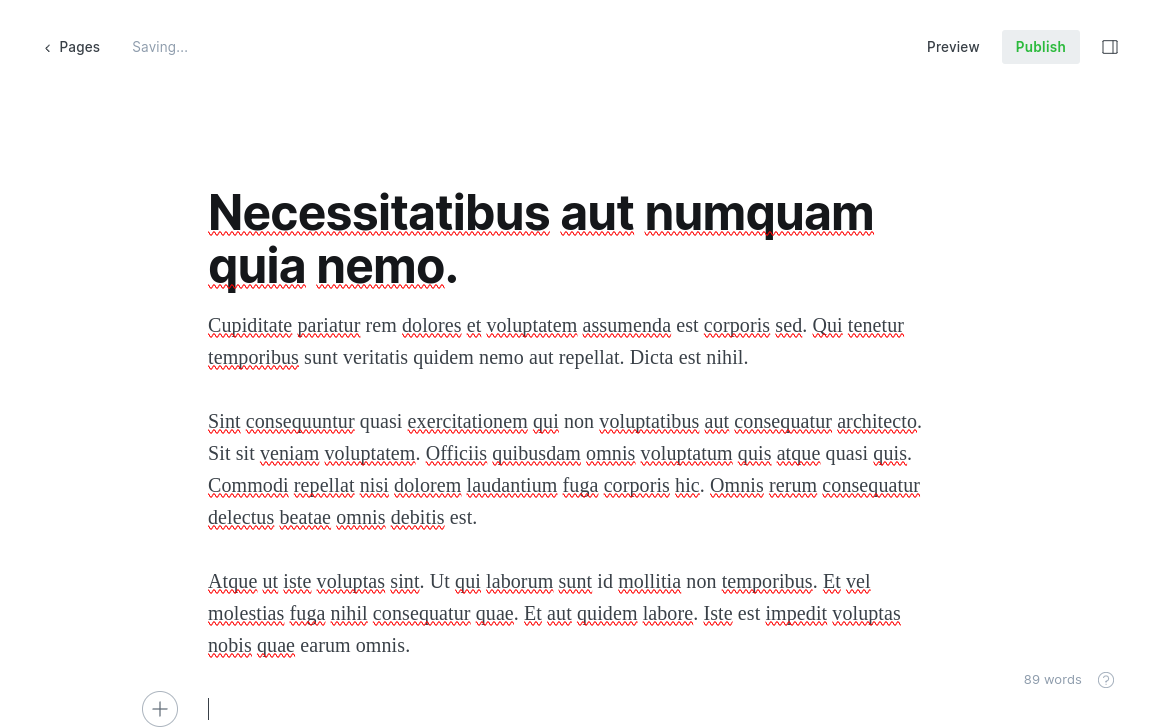 Pages
Saving...
Preview
Publish
Necessitatibus aut numquam
quia nemo.
Cupiditate pariatur rem dolores et voluptatem assumenda est corporis sed. Qui tenetur
temporibus sunt veritatis quidem nemo aut repellat. Dicta est nihil.
Sint consequuntur quasi exercitationem qui non voluptatibus aut consequatur architecto.
Sit sit veniam voluptatem. Officiis quibusdam omnis voluptatum quis atque quasi quis.
Commodi repellat nisi dolorem laudantium fuga corporis hic. Omnis rerum consequatur
delectus beatae omnis debitis est.
Atque ut iste voluptas sint. Ut qui laborum sunt id mollitia non temporibus. Et vel
molestias fuga nihil consequatur quae. Et aut quidem labore. Iste est impedit voluptas
nobis quae earum omnis.
89 words